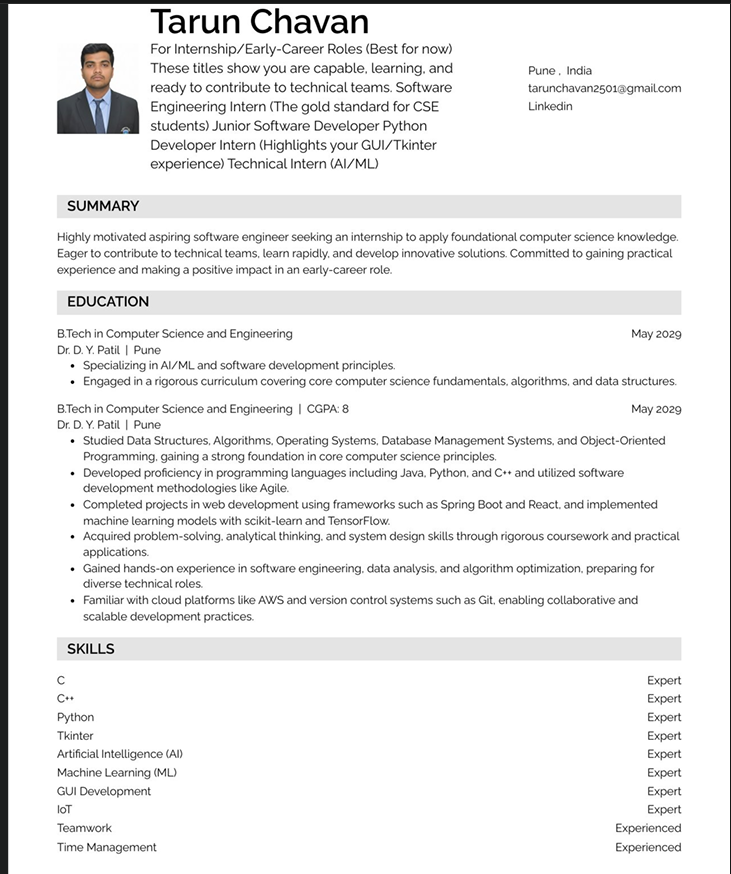 Tarun Chavan
For Internship/Early-Career Roles (Best for now)
These titles show you are capable, learning, and
ready to contribute to technical teams. Software
Engineering Intern (The gold standard for CSE
students) Junior Software Developer Python
Developer Intern (Highlights your GUI/Tkinter
experience) Technical Intern (AI/ML)
Pune , India
tarunchavan2501@gmail.com
Linkedin
SUMMARY
Highly motivated aspiring software engineer seeking an internship to apply foundational computer science knowledge.
Eager to contribute to technical teams, learn rapidly, and develop innovative solutions. Committed to gaining practical
experience and making a positive impact in an early-career role.
EDUCATION
B.Tech in Computer Science and Engineering May 2029
Dr. D. Y. Patil | Pune
• Specializing in AI/ML and software development principles.
• Engaged in a rigorous curriculum covering core computer science fundamentals, algorithms, and data structures.
B.Tech in Computer Science and Engineering | CGPA: 8 May 2029
Dr. D. Y. Patil | Pune
• Studied Data Structures, Algorithms, Operating Systems, Database Management Systems, and Object-Oriented
Programming, gaining a strong foundation in core computer science principles.
• Developed proficiency in programming languages including Java, Python, and C++ and utilized software
development methodologies like Agile.
• Completed projects in web development using frameworks such as Spring Boot and React, and implemented
machine learning models with scikit-learn and TensorFlow.
• Acquired problem-solving, analytical thinking, and system design skills through rigorous coursework and practical
applications.
• Gained hands-on experience in software engineering, data analysis, and algorithm optimization, preparing for
diverse technical roles.
• Familiar with cloud platforms like AWS and version control systems such as Git, enabling collaborative and
scalable development practices.
SKILLS
C Expert
C++ Expert
Python Expert
Tkinter Expert
Artificial Intelligence (AI) Expert
Machine Learning (ML) Expert
GUI Development Expert
IoT Expert
Teamwork Experienced
Time Management Experienced